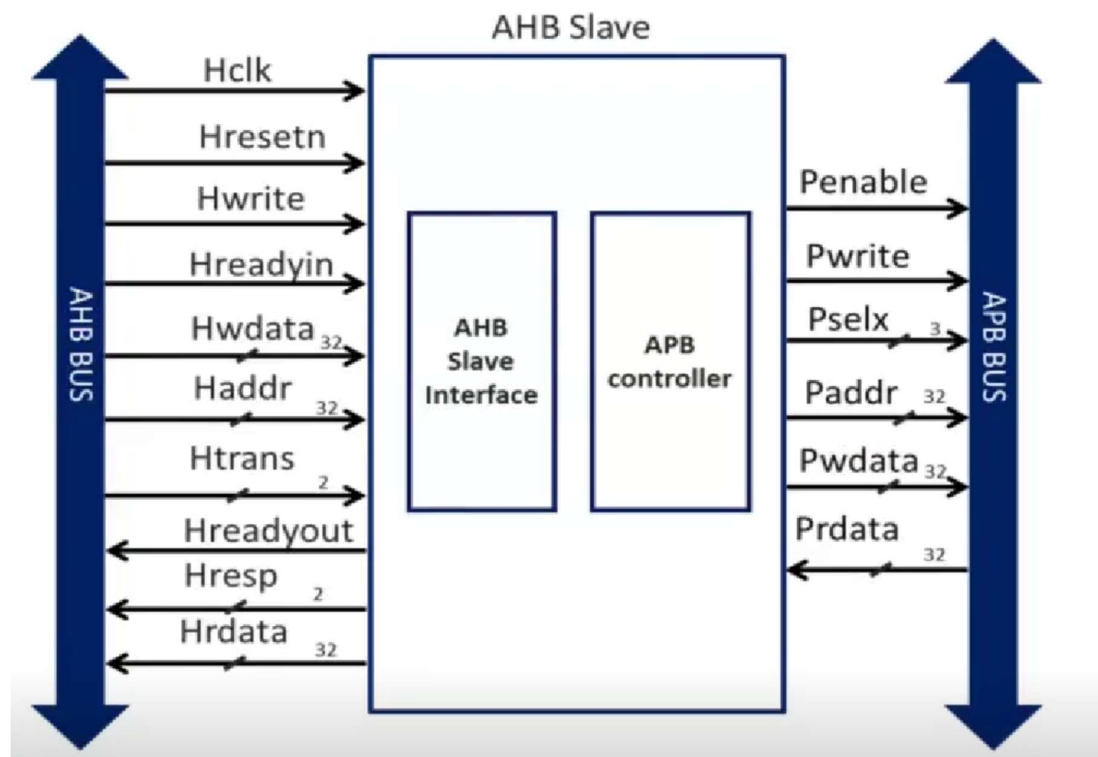 AHB Slave
Hclk
Hresetn
Hwrite
Hreadyin
Hwdata 32
Haddr 32
Htrans 2
Hreadyout
Hresp 2
Hrdata 32
AHB BUS
AHB
Slave
Interface
APB
controller
Penable
Pwrite
Pselx 3
Paddr 32
Pwdata 32
Prdata 32
APB BUS